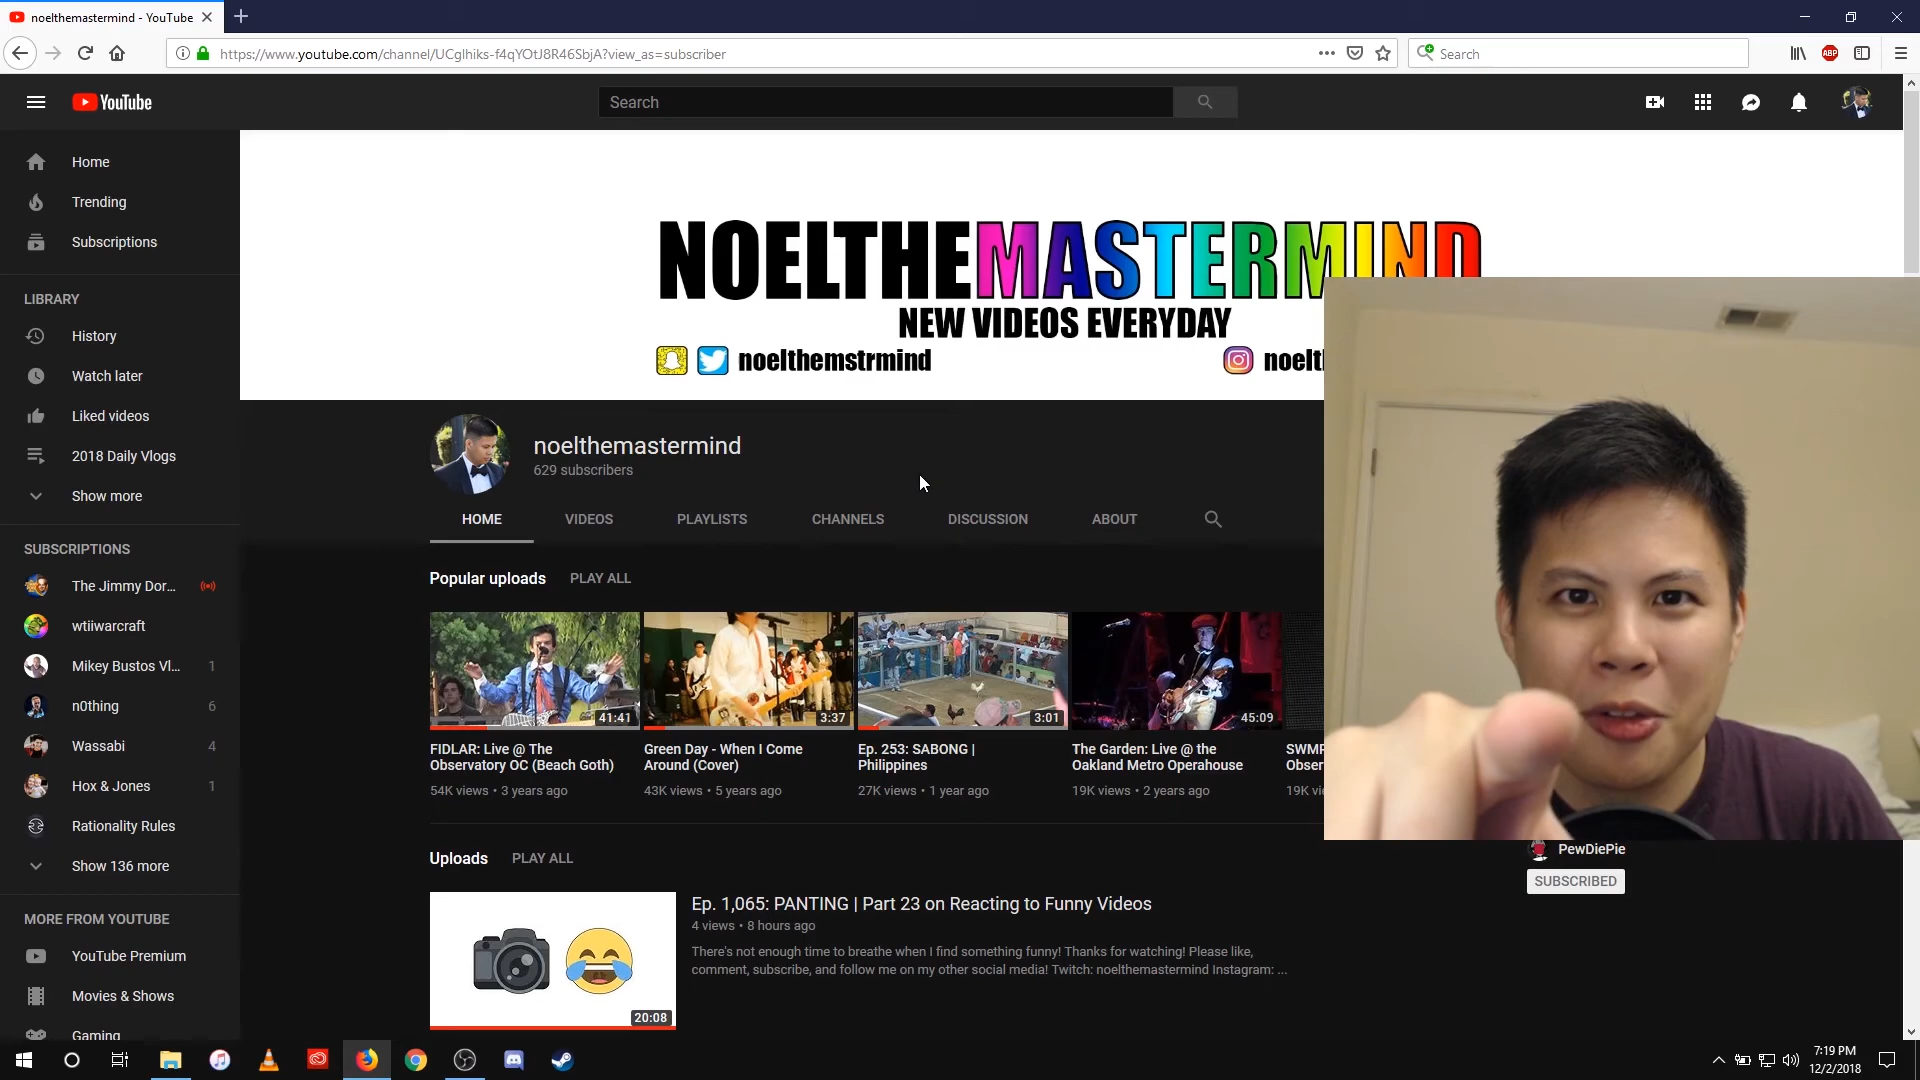 noelthemastermind - YouTube
https://www.youtube.com/channel/UCglhiks-f4qYOtJ8R46SbjA?view_as=subscriber
Search
ABP
YouTube
Search
Home
Trending
Subscriptions
LIBRARY
History
Watch later
Liked videos
2018 Daily Vlogs
Show more
SUBSCRIPTIONS
The Jimmy Dor...
wtiiwarcraft
Mikey Bustos Vl... 1
n0thing 6
Wassabi 4
Hox & Jones 1
Rationality Rules
Show 136 more
MORE FROM YOUTUBE
YouTube Premium
Movies & Shows
Gaming
NOELTHEMASTERMIND
NEW VIDEOS EVERYDAY
noelthemstrmind
noelthemastermind
629 subscribers
HOME VIDEOS PLAYLISTS CHANNELS DISCUSSION ABOUT
Popular uploads PLAY ALL
41:41
FIDLAR: Live @ The
Observatory OC (Beach Goth)
54K views • 3 years ago
3:37
Green Day - When I Come
Around (Cover)
43K views • 5 years ago
3:01
Ep. 253: SABONG |
Philippines
27K views • 1 year ago
45:09
The Garden: Live @ the
Oakland Metro Operahouse
19K views • 2 years ago
19K
PewDiePie
SUBSCRIBED
Uploads PLAY ALL
20:08
Ep. 1,065: PANTING | Part 23 on Reacting to Funny Videos
4 views • 8 hours ago
There's not enough time to breathe when I find something funny! Thanks for watching! Please like,
comment, subscribe, and follow me on my other social media! Twitch: noelthemastermind Instagram: ...
7:19 PM
12/2/2018